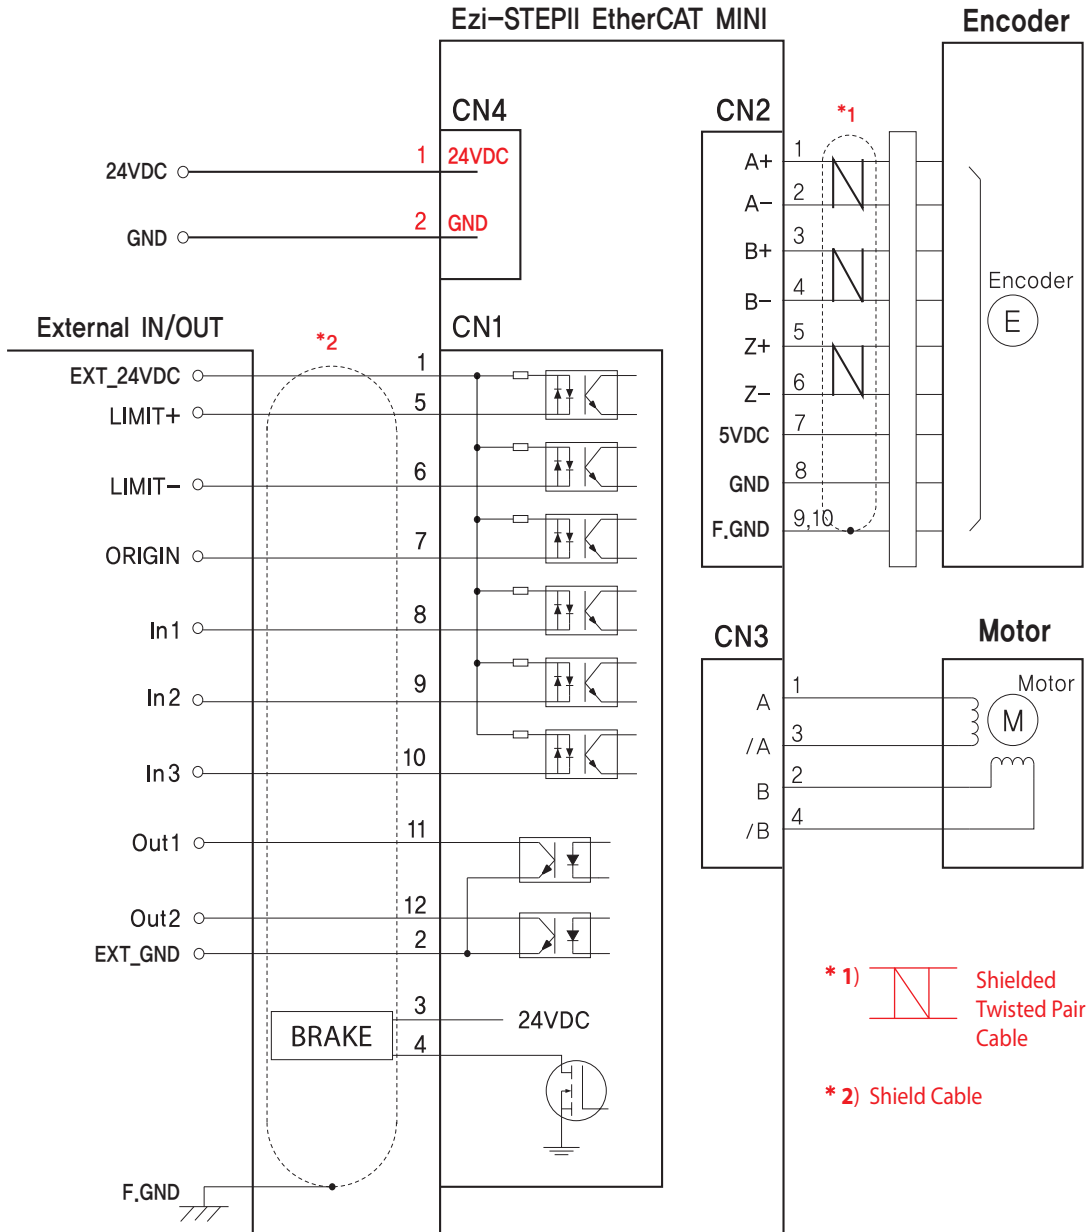 Ezi-STEPII EtherCAT MINI
Encoder
CN4
24VDC
1 24VDC
GND
2 GND
CN2
*1
A+ 1
A- 2
B+ 3
B- 4
Z+ 5
Z- 6
5VDC 7
GND 8
F.GND 9,10
Encoder
E
External IN/OUT
*2
CN1
EXT_24VDC 1
LIMIT+ 5
LIMIT- 6
ORIGIN 7
In1 8
In2 9
In3 10
Out1 11
Out2 12
EXT_GND 2
BRAKE
3 24VDC
4
F.GND
CN3
Motor
A 1
/A 3
B 2
/B 4
Motor
M
* 1) Shielded
Twisted Pair
Cable
* 2) Shield Cable